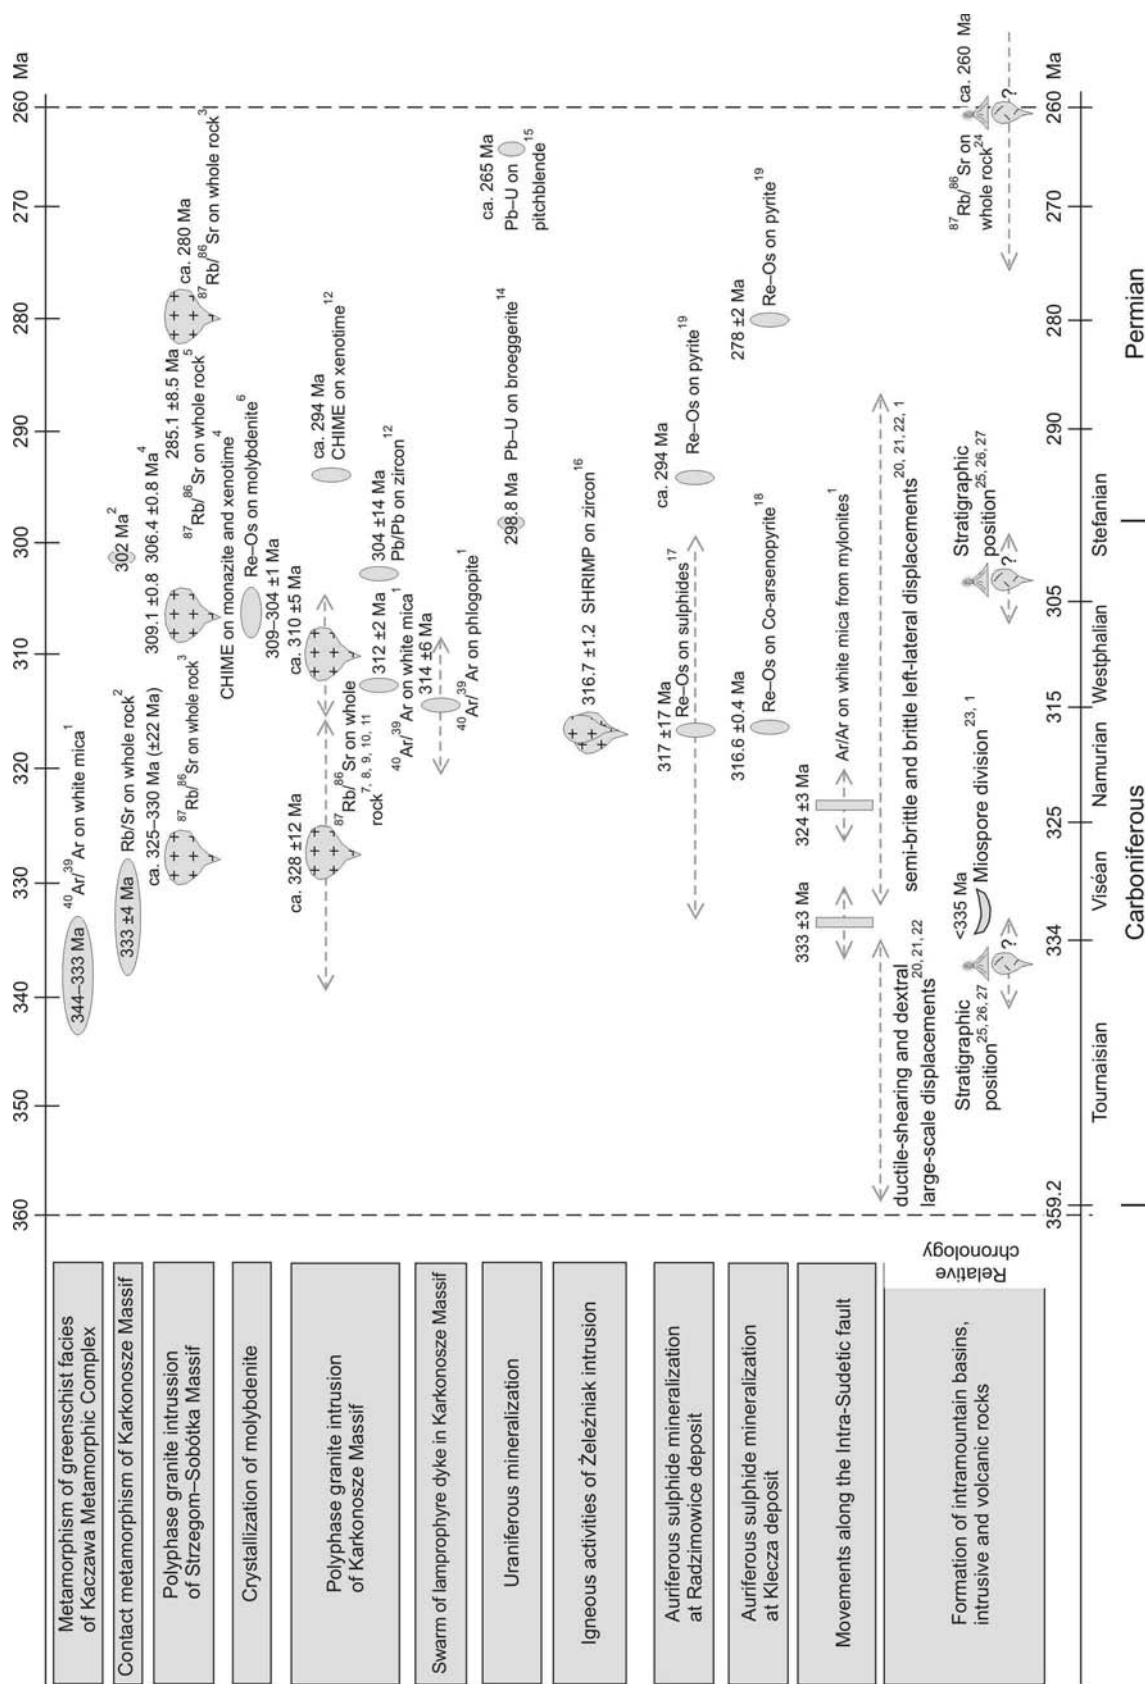 360
350
340
330
320
310
300
290
280
270
260 Ma
Metamorphism of greenschist facies
of Kaczawa Metamorphic Complex
344–333 Ma
40Ar/39Ar on white mica1
Contact metamorphism of Karkonosze Massif
333 ±4 Ma
Rb/Sr on whole rock2
302 Ma2
Polyphase granite intrussion
of Strzegom–Sobótka Massif
ca. 325–330 Ma (±22 Ma)
87Rb/86Sr on whole rock3
309.1 ±0.8
306.4 ±0.8 Ma4
CHIME on monazite and xenotime4
285.1 ±8.5 Ma
87Rb/86Sr on whole rock5
ca. 280 Ma
87Rb/86Sr on whole rock3
Crystallization of molybdenite
Re–Os on molybdenite6
309–304 ±1 Ma
Polyphase granite intrusion
of Karkonosze Massif
ca. 328 ±12 Ma
87Rb/86Sr on whole
rock7, 8, 9, 10, 11
ca. 310 ±5 Ma
312 ±2 Ma
40Ar/39Ar on white mica1
304 ±14 Ma
Pb/Pb on zircon12
ca. 294 Ma
CHIME on xenotime12
Swarm of lamprophyre dyke in Karkonosze Massif
314 ±6 Ma
40Ar/39Ar on phlogopite1
Uraniferous mineralization
298.8 Ma
Pb–U on broeggerite14
ca. 265 Ma
Pb–U on
pitchblende15
Igneous activities of Żeleźniak intrusion
316.7 ±1.2 SHRIMP on zircon16
Auriferous sulphide mineralization
at Radzimowice deposit
317 ±17 Ma
Re–Os on sulphides17
ca. 294 Ma
Re–Os on pyrite19
Auriferous sulphide mineralization
at Klecza deposit
316.6 ±0.4 Ma
Re–Os on Co-arsenopyrite18
278 ±2 Ma
Re–Os on pyrite19
Movements along the Intra-Sudetic fault
333 ±3 Ma
324 ±3 Ma
Ar/Ar on white mica from mylonites1
ductile-shearing and dextral
large-scale displacements20, 21, 22
semi-brittle and brittle left-lateral displacements20, 21, 22, 1
Relative
chronology
Formation of intramountain basins,
intrusive and volcanic rocks
Stratigraphic
position25, 26, 27
?
<335 Ma
Miospore division23, 1
Stratigraphic
position25, 26, 27
?
87Rb/86Sr on
whole rock24
ca. 260 Ma
?
359.2
334
325
315
305
280
270
260
Ma
Tournaisian
Viséan
Namurian
Westphalian
Stefanian
Carboniferous
Permian